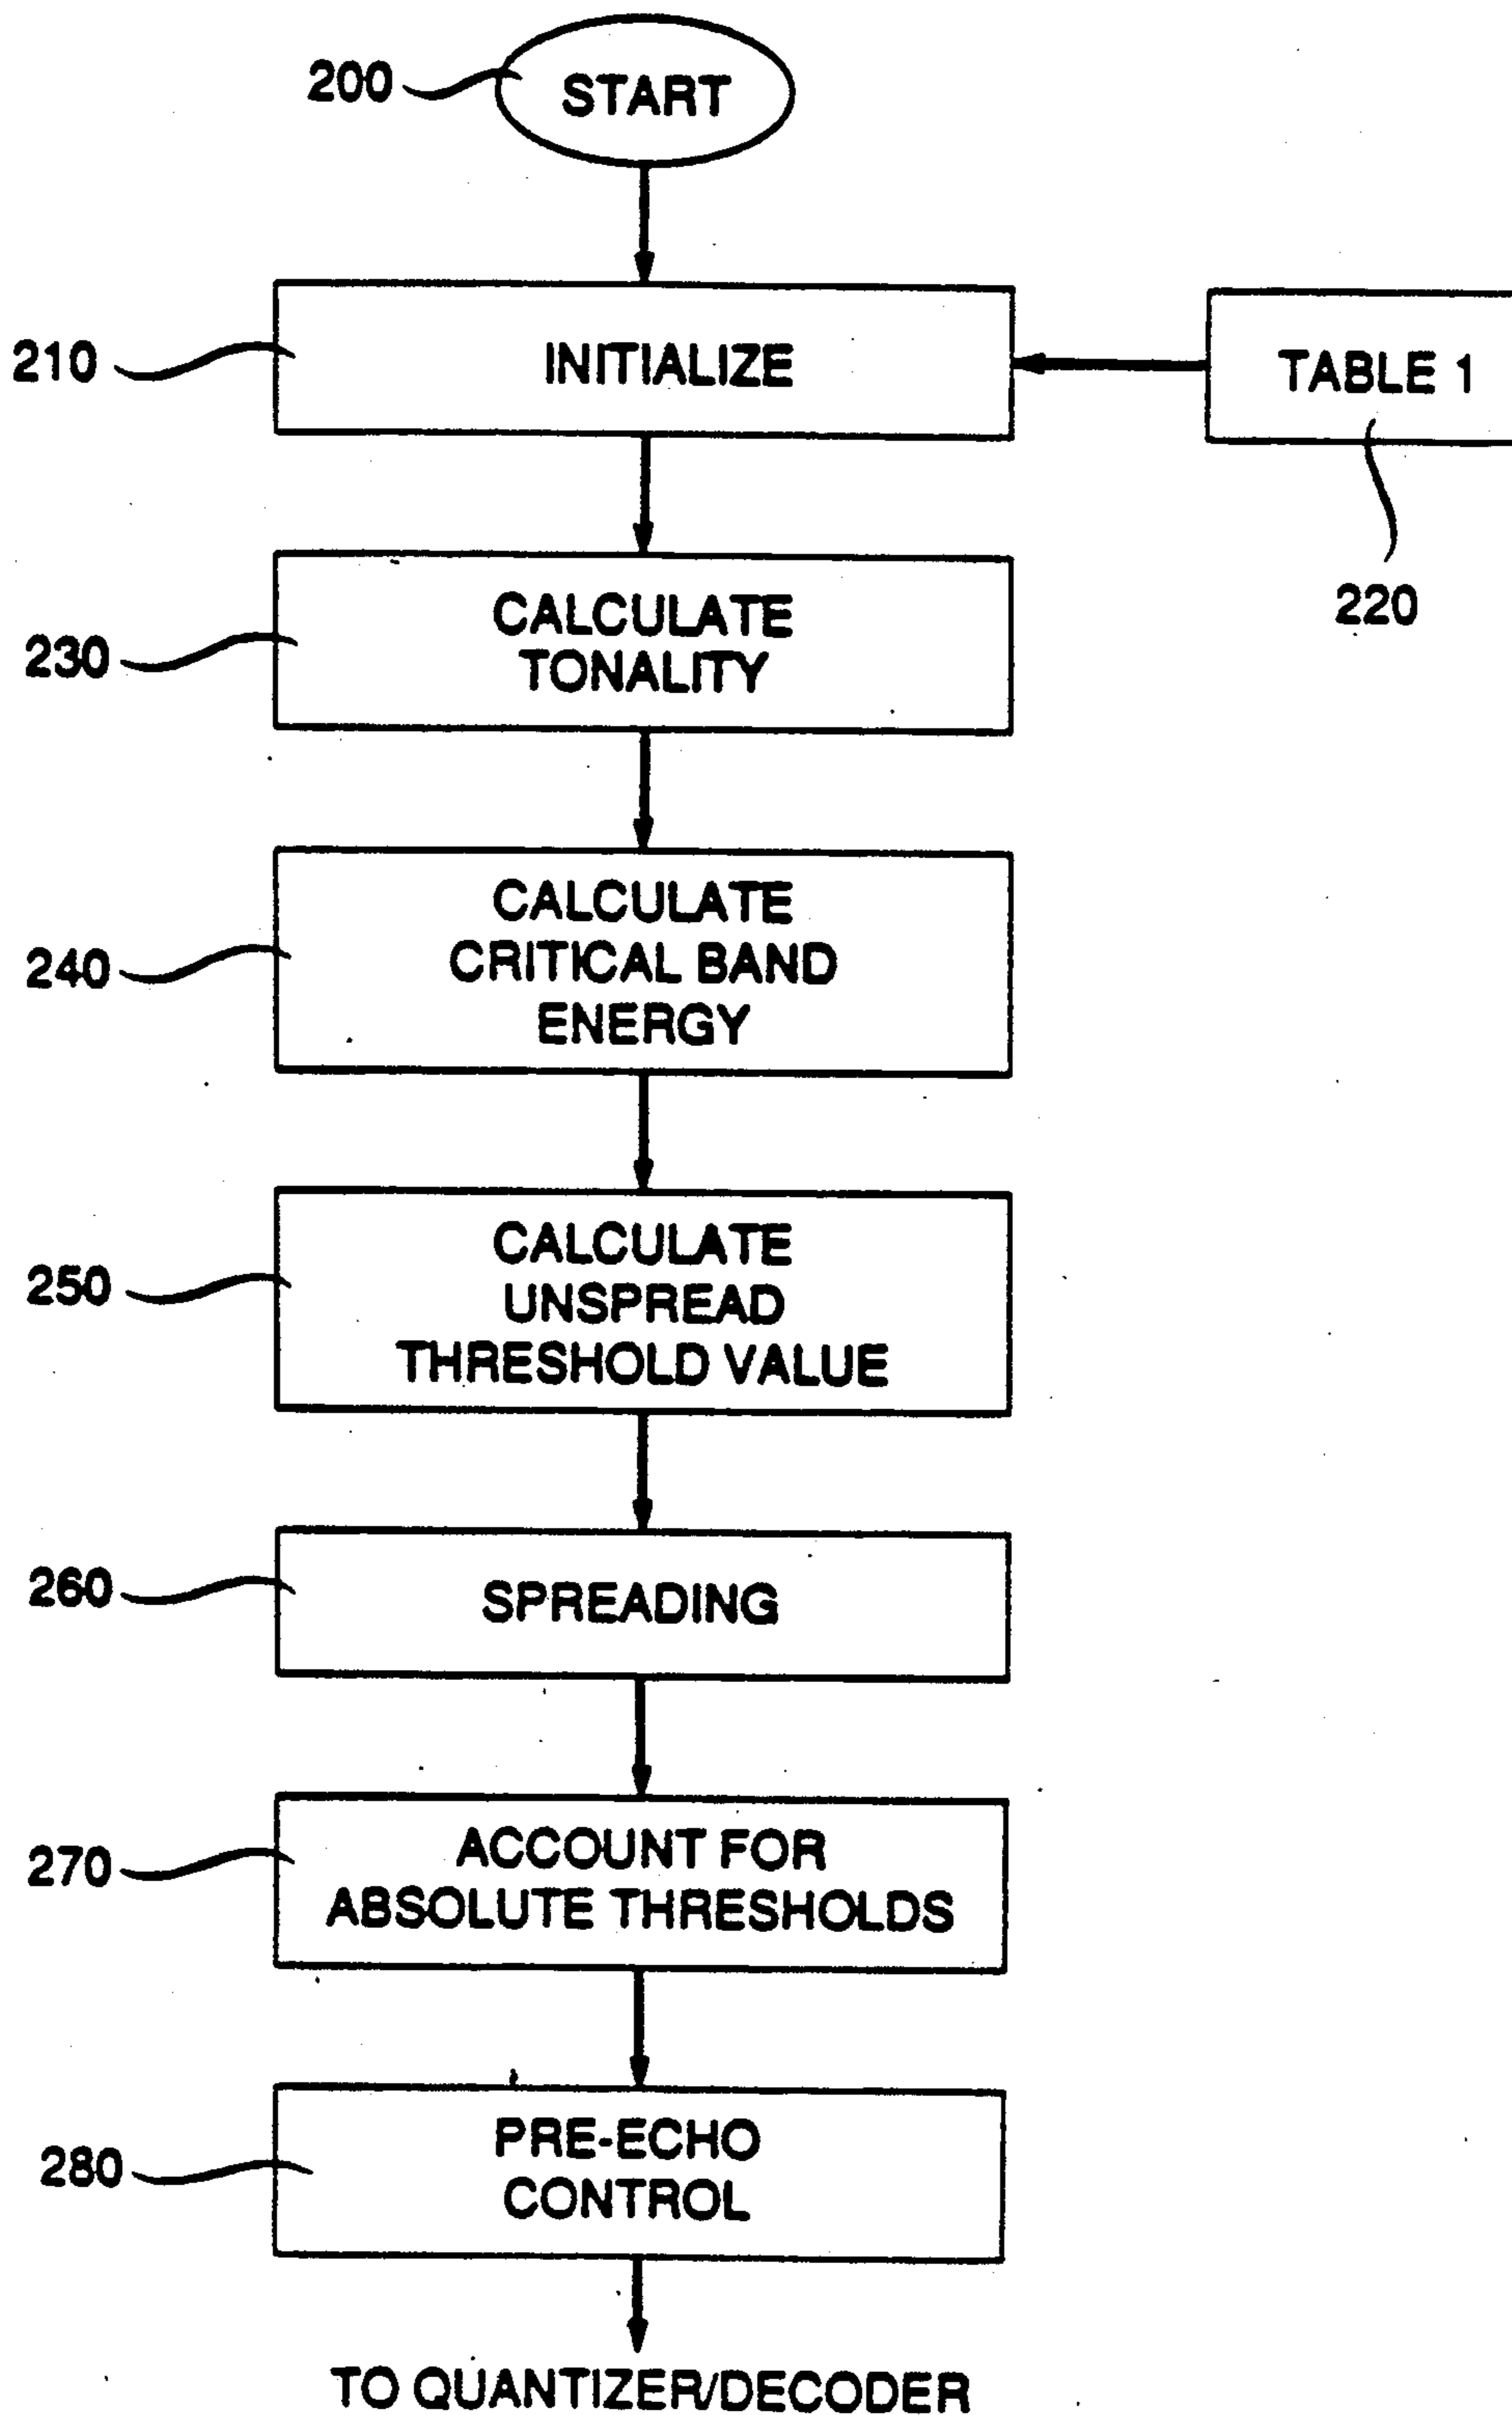 200
START
210
INITIALIZE
TABLE 1
220
230
CALCULATE
TONALITY
240
CALCULATE
CRITICAL BAND
ENERGY
250
CALCULATE
UNSPREAD
THRESHOLD VALUE
260
SPREADING
270
ACCOUNT FOR
ABSOLUTE THRESHOLDS
280
PRE-ECHO
CONTROL
TO QUANTIZER/DECODER